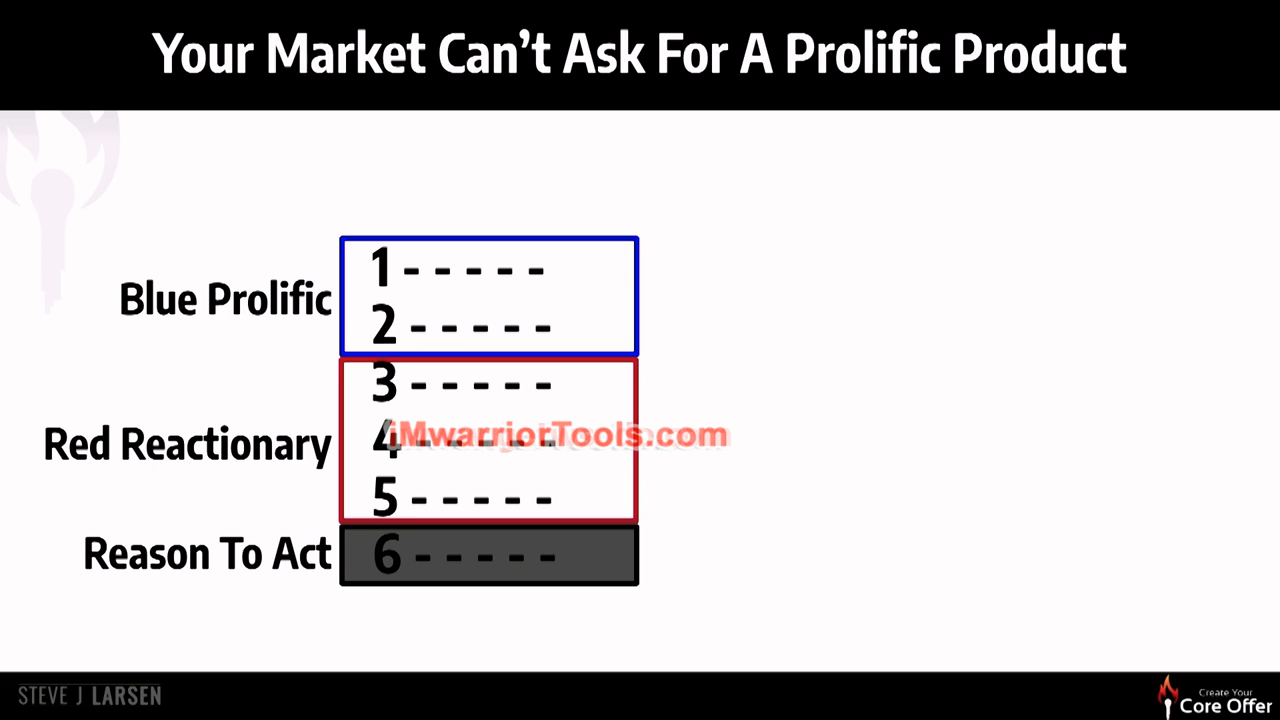 Your Market Can't Ask For A Prolific Product
Blue Prolific
1 - - - - -
2 - - - - -
Red Reactionary
3 - - - - -
4 - - - - -
5 - - - - -
iMwarriorTools.com
Reason To Act
6 - - - - -
STEVE J LARSEN
Create Your
Core Offer